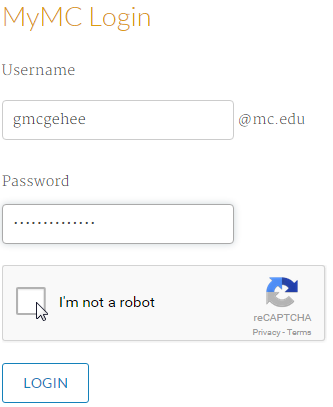 MyMC Login
Username
gmcgehee @mc.edu
Password
••••••••••••••
I'm not a robot
reCAPTCHA
Privacy - Terms
LOGIN